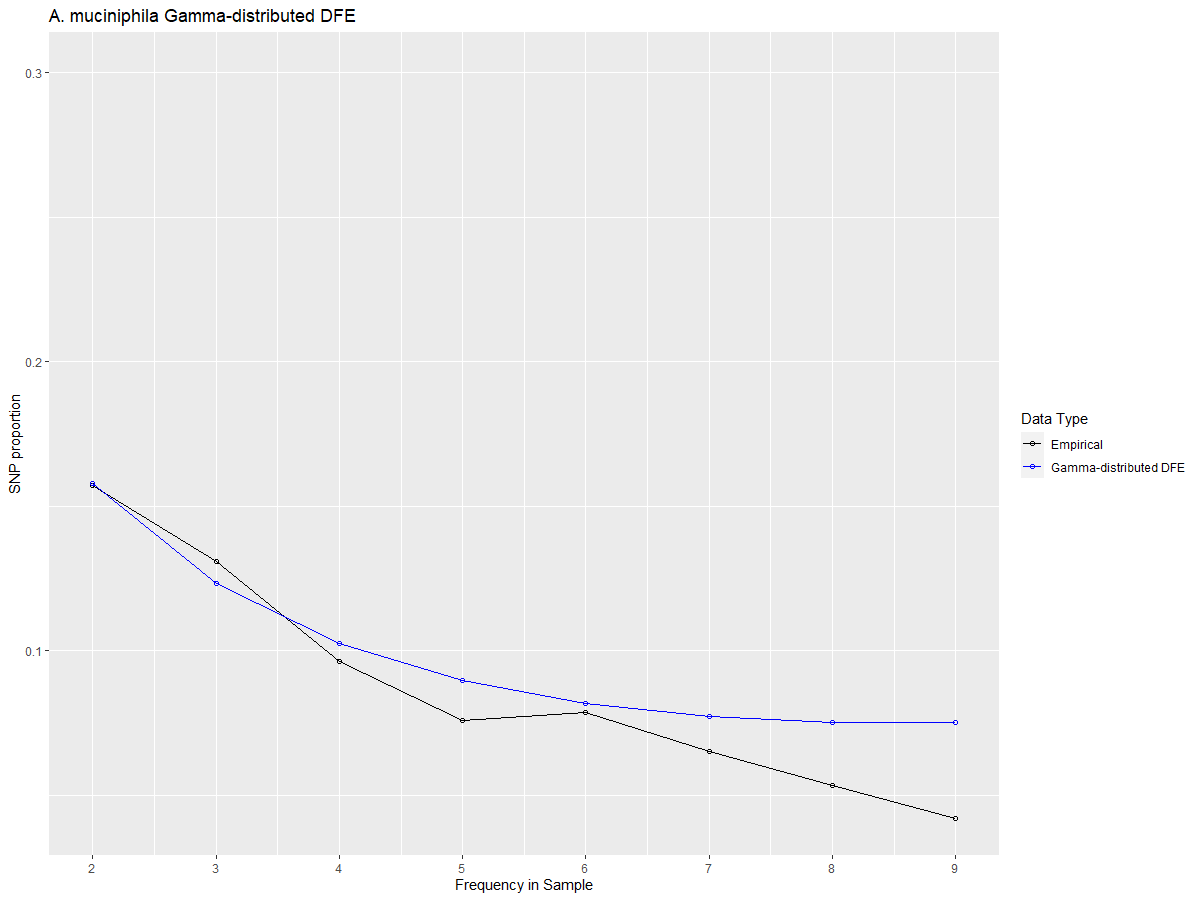 A. muciniphila Gamma-distributed DFE
0.3
0.2
0.1
SNP proportion
2 3 4 5 6 7 8 9
Frequency in Sample
Data Type
Empirical
Gamma-distributed DFE